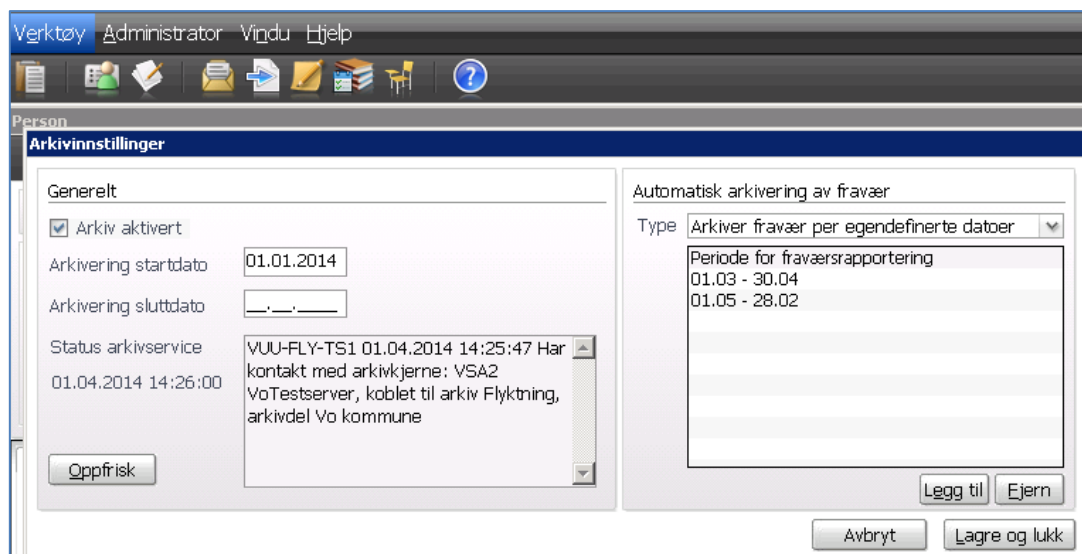 Verktøy Administrator Vindu Hjelp
Person
Arkivinnstillinger
Generelt
Arkiv aktivert
Arkivering startdato 01.01.2014
Arkivering sluttdato __.__.____
Status arkivservice
01.04.2014 14:26:00
VUU-FLY-TS1 01.04.2014 14:25:47 Har
kontakt med arkivkjerne: VSA2
VoTestserver, koblet til arkiv Flyktning,
arkivdel Vo kommune
Oppfrisk
Automatisk arkivering av fravær
Type Arkiver fravær per egendefinerte datoer
Periode for fraværsrapportering
01.03 - 30.04
01.05 - 28.02
Legg til Fjern
Avbryt Lagre og lukk